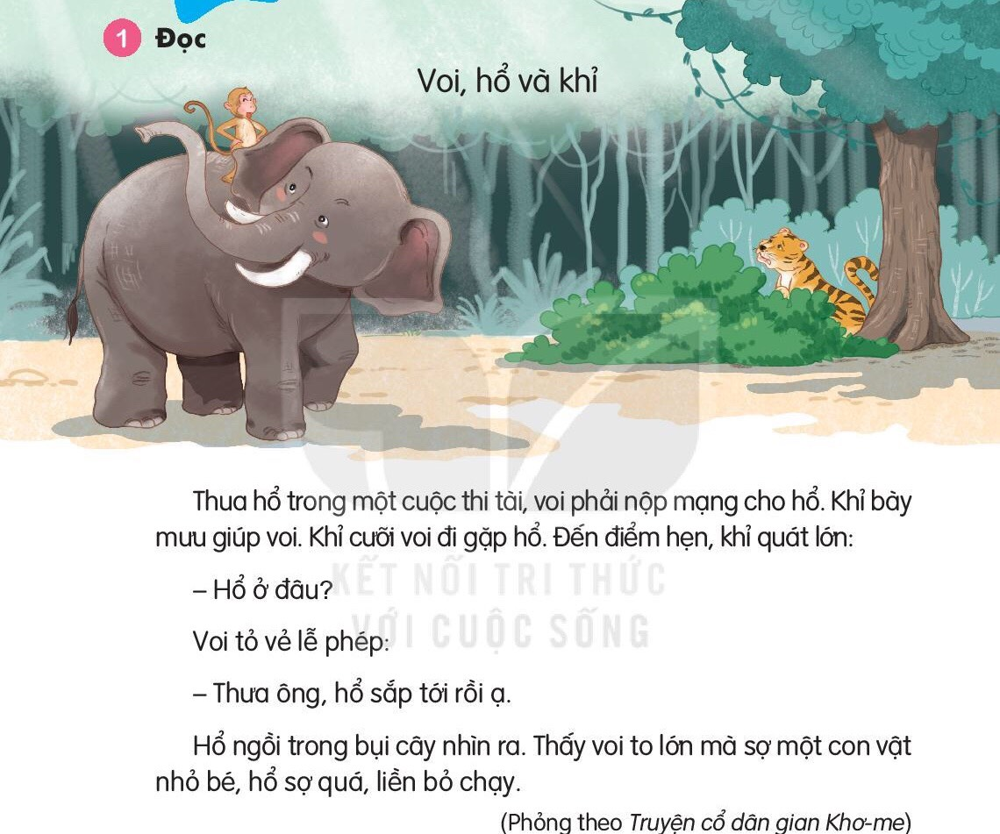 1 Đọc
Voi, hổ và khỉ
Thua hổ trong một cuộc thi tài, voi phải nộp mạng cho hổ. Khỉ bày
mưu giúp voi. Khỉ cưỡi voi đi gặp hổ. Đến điểm hẹn, khỉ quát lớn:
– Hổ ở đâu?
KẾT NỐI TRI THỨC
VỚI CUỘC SỐNG
Voi tỏ vẻ lễ phép:
– Thưa ông, hổ sắp tới rồi ạ.
Hổ ngồi trong bụi cây nhìn ra. Thấy voi to lớn mà sợ một con vật
nhỏ bé, hổ sợ quá, liền bỏ chạy.
(Phỏng theo Truyện cổ dân gian Khơ-me)